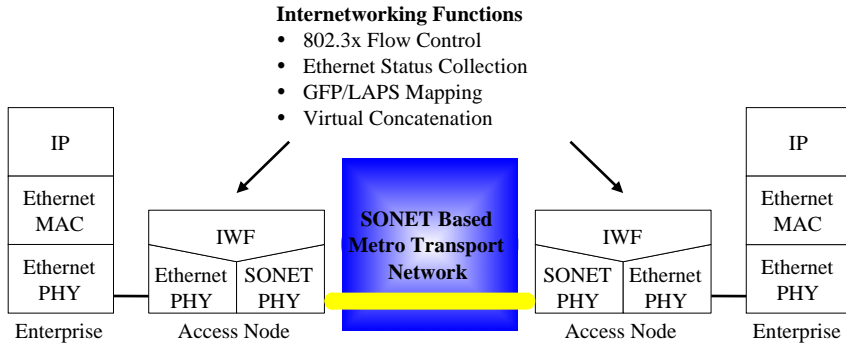 Internetworking Functions
• 802.3x Flow Control
• Ethernet Status Collection
• GFP/LAPS Mapping
• Virtual Concatenation
IP
Ethernet
MAC
Ethernet
PHY
Enterprise
IWF
Ethernet
PHY
SONET
PHY
Access Node
SONET Based
Metro Transport
Network
IWF
SONET
PHY
Ethernet
PHY
Access Node
IP
Ethernet
MAC
Ethernet
PHY
Enterprise